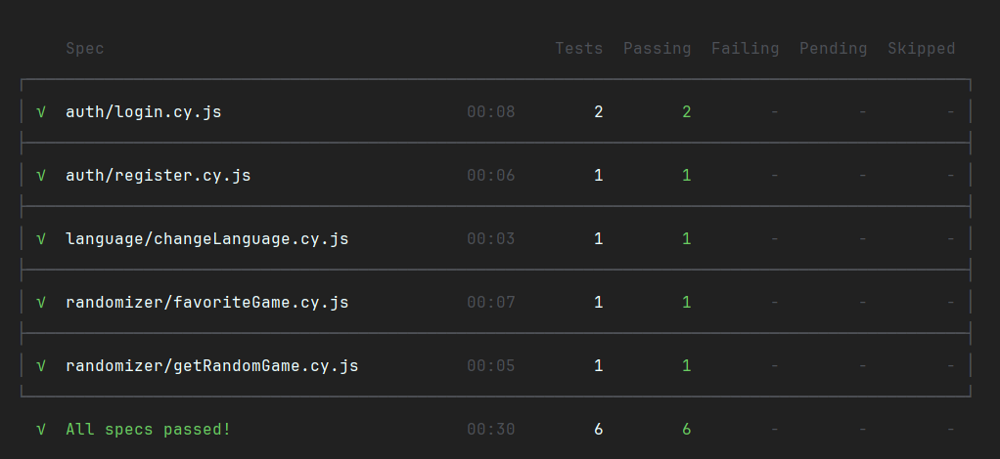 Spec Tests Passing Failing Pending Skipped
√ auth/login.cy.js 00:08 2 2 - - -
√ auth/register.cy.js 00:06 1 1 - - -
√ language/changeLanguage.cy.js 00:03 1 1 - - -
√ randomizer/favoriteGame.cy.js 00:07 1 1 - - -
√ randomizer/getRandomGame.cy.js 00:05 1 1 - - -
√ All specs passed! 00:30 6 6 - - -